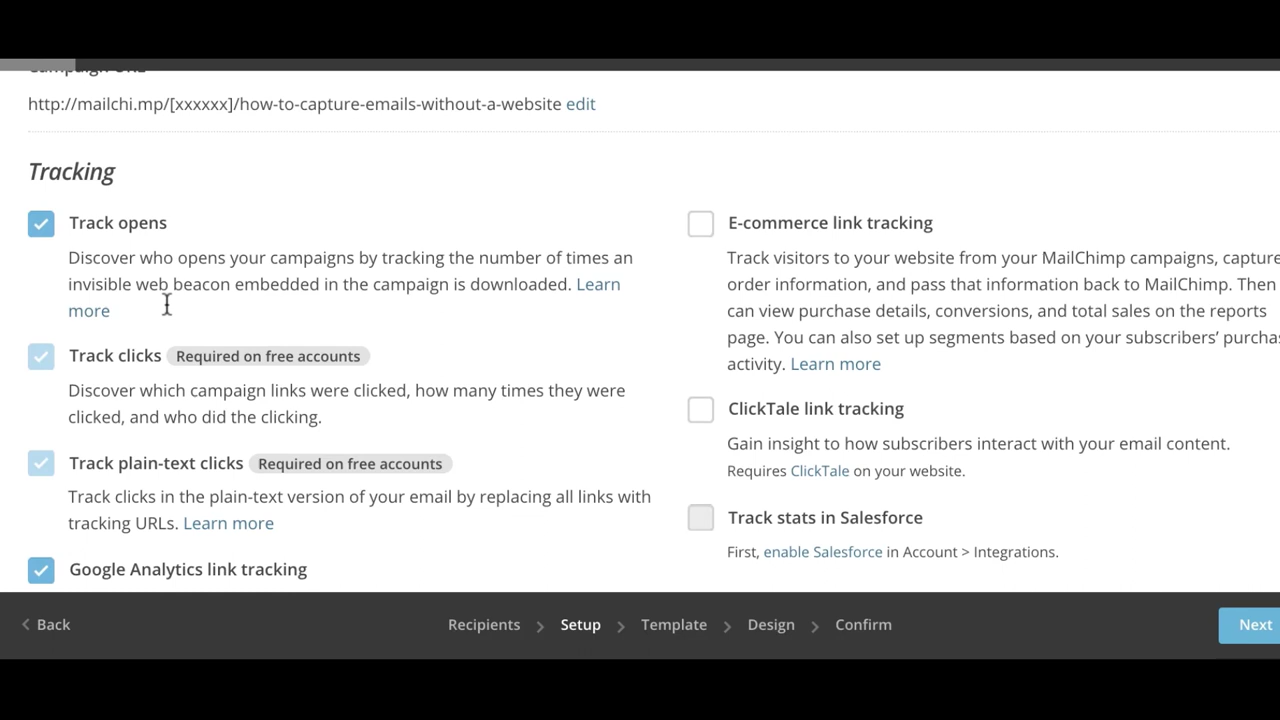 Campaign URL
http://mailchi.mp/[xxxxxx]/how-to-capture-emails-without-a-website edit
Tracking
Track opens
Discover who opens your campaigns by tracking the number of times an
invisible web beacon embedded in the campaign is downloaded. Learn
more
Track clicks Required on free accounts
Discover which campaign links were clicked, how many times they were
clicked, and who did the clicking.
Track plain-text clicks Required on free accounts
Track clicks in the plain-text version of your email by replacing all links with
tracking URLs. Learn more
Google Analytics link tracking
E-commerce link tracking
Track visitors to your website from your MailChimp campaigns, capture
order information, and pass that information back to MailChimp. Then
can view purchase details, conversions, and total sales on the reports
page. You can also set up segments based on your subscribers' purcha
activity. Learn more
ClickTale link tracking
Gain insight to how subscribers interact with your email content.
Requires ClickTale on your website.
Track stats in Salesforce
First, enable Salesforce in Account > Integrations.
< Back
Recipients > Setup > Template > Design > Confirm
Next